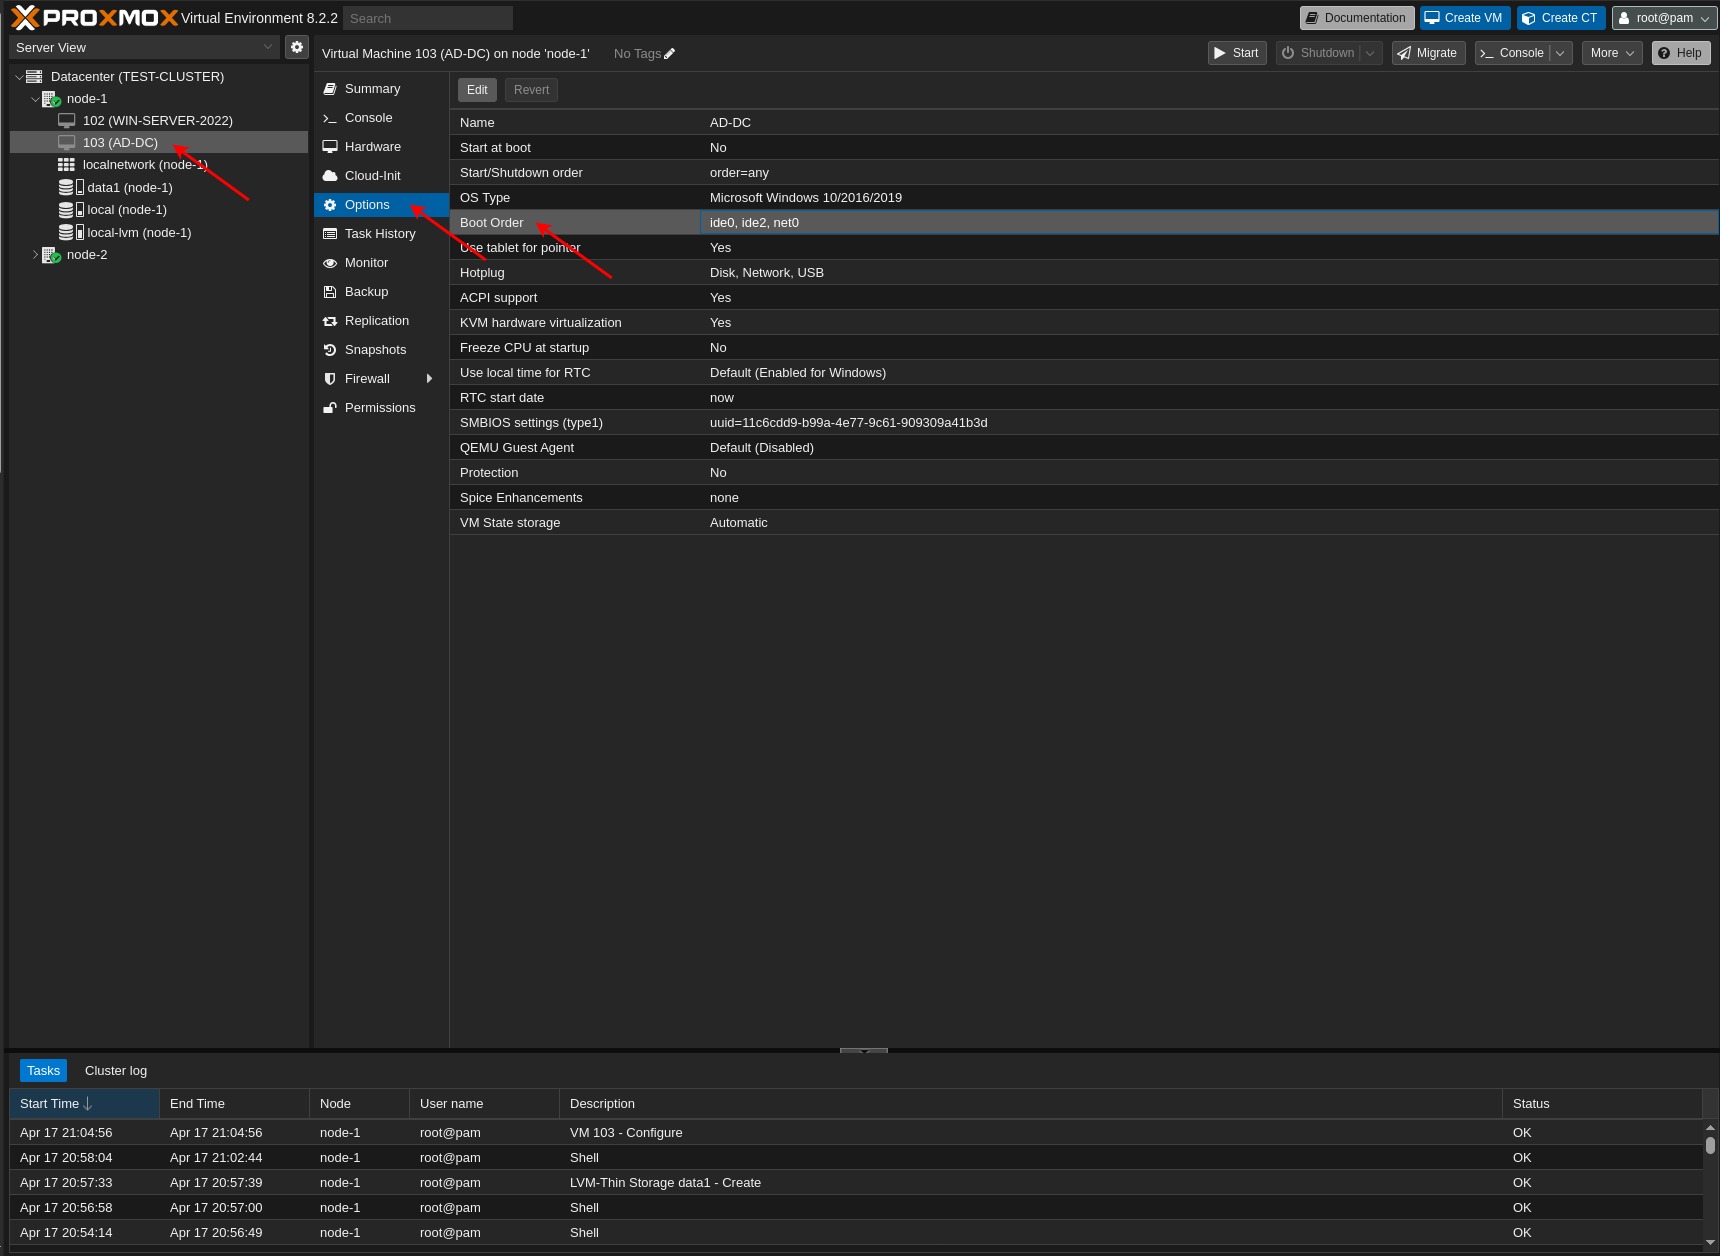 PROXMOX Virtual Environment 8.2.2 Search Documentation Create VM Create CT root@pam
Server View
Virtual Machine 103 (AD-DC) on node 'node-1' No Tags Start Shutdown Migrate Console More Help
Datacenter (TEST-CLUSTER)
node-1
102 (WIN-SERVER-2022)
103 (AD-DC)
localnetwork (node-1)
data1 (node-1)
local (node-1)
local-lvm (node-1)
node-2
Summary
Console
Hardware
Cloud-Init
Options
Task History
Monitor
Backup
Replication
Snapshots
Firewall
Permissions
Edit Revert
Name AD-DC
Start at boot No
Start/Shutdown order order=any
OS Type Microsoft Windows 10/2016/2019
Boot Order ide0, ide2, net0
Use tablet for pointer Yes
Hotplug Disk, Network, USB
ACPI support Yes
KVM hardware virtualization Yes
Freeze CPU at startup No
Use local time for RTC Default (Enabled for Windows)
RTC start date now
SMBIOS settings (type1) uuid=11c6cdd9-b99a-4e77-9c61-909309a41b3d
QEMU Guest Agent Default (Disabled)
Protection No
Spice Enhancements none
VM State storage Automatic
Tasks Cluster log
Start Time End Time Node User name Description Status
Apr 17 21:04:56 Apr 17 21:04:56 node-1 root@pam VM 103 - Configure OK
Apr 17 20:58:04 Apr 17 21:02:44 node-1 root@pam Shell OK
Apr 17 20:57:33 Apr 17 20:57:39 node-1 root@pam LVM-Thin Storage data1 - Create OK
Apr 17 20:56:58 Apr 17 20:57:00 node-1 root@pam Shell OK
Apr 17 20:54:14 Apr 17 20:56:49 node-1 root@pam Shell OK